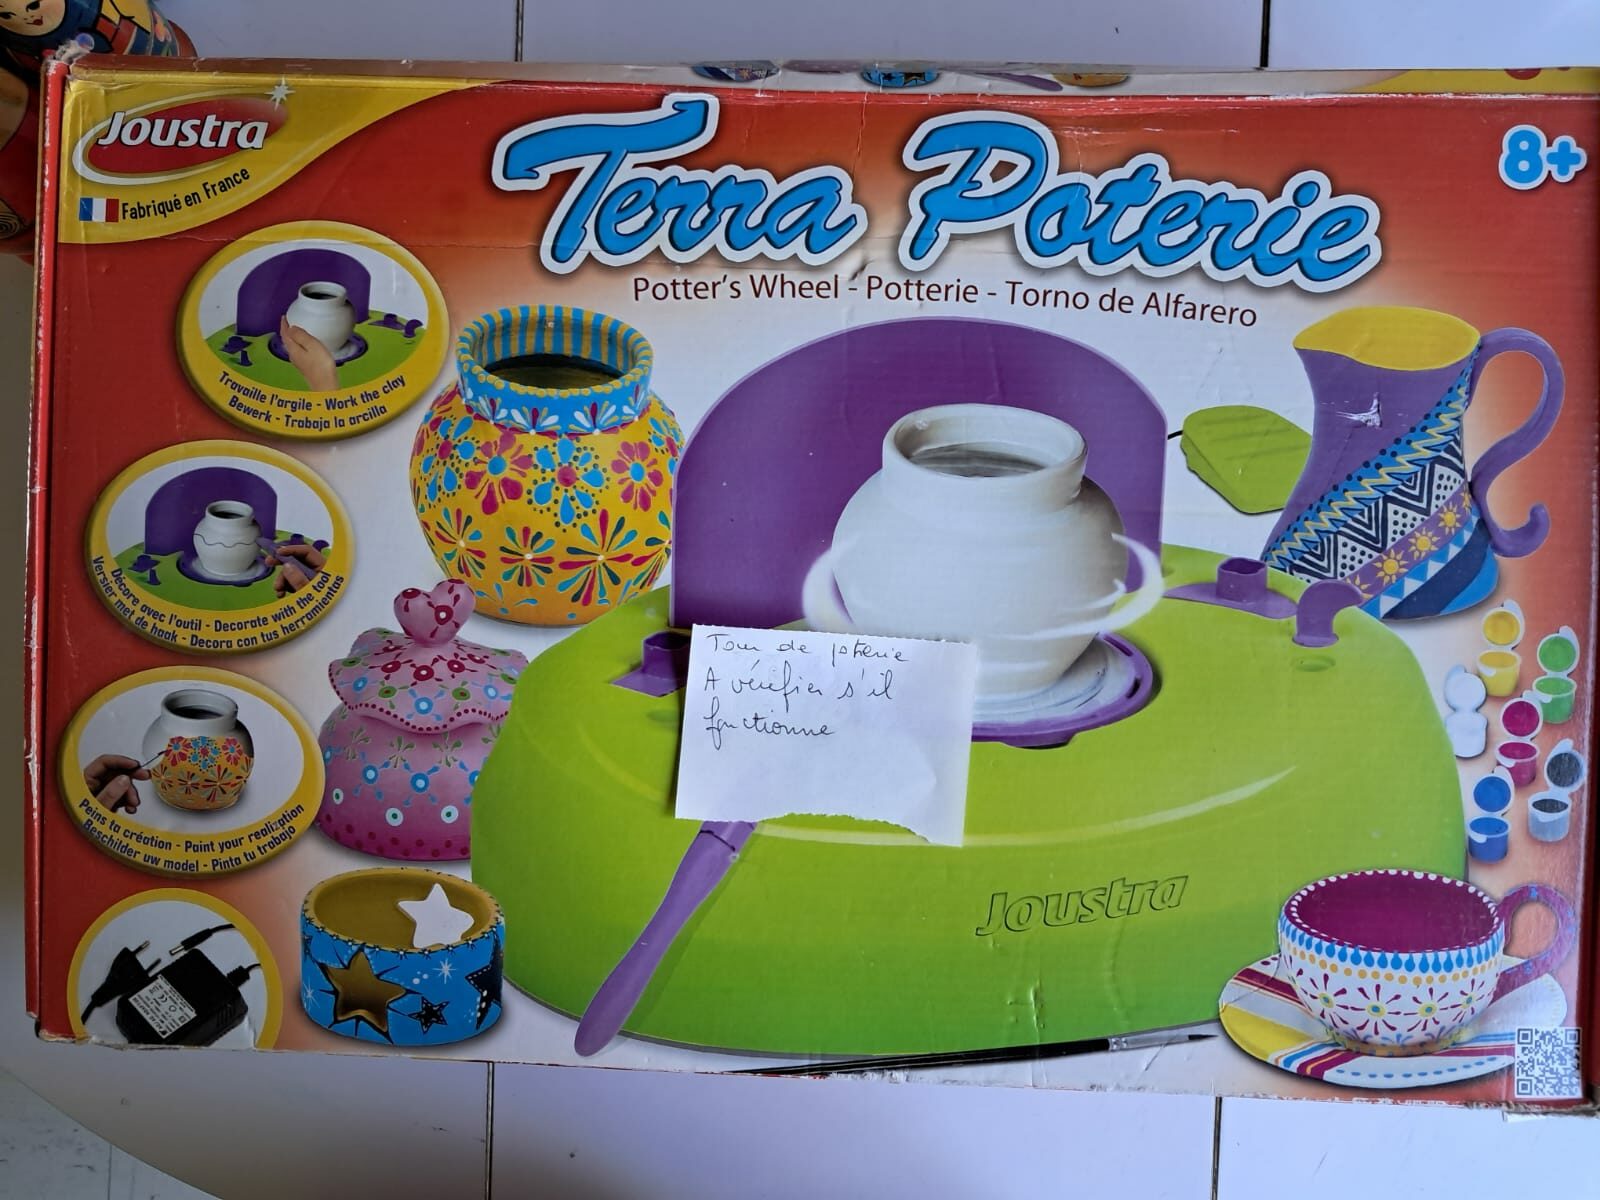 Joustra
Fabriqué en France
Terra Poterie
8+
Potter's Wheel - Potterie - Torno de Alfarero
Travaille l'argile - Work the clay
Bewerk - Trabaja la arcilla
Décore avec l'outil - Decorate with the tool
Versier met de haak - Decora con tus herramientas
Peins ta création - Paint your realization
Beschilder uw model - Pinta tu trabajo
Tour de poterie
A vérifier s'il
fonctionne
Joustra